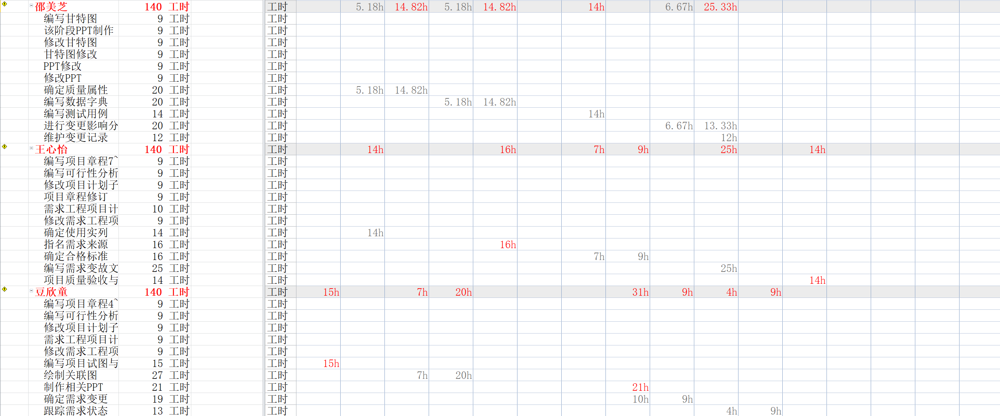 邵美芝 140 工时 工时 5.18h 14.82h 5.18h 14.82h 14h 6.67h 25.33h
编写甘特图 9 工时 工时
该阶段PPT制作 9 工时 工时
修改甘特图 9 工时 工时
甘特图修改 9 工时 工时
PPT修改 9 工时 工时
修改PPT 9 工时 工时
确定质量属性 20 工时 工时 5.18h 14.82h
编写数据字典 20 工时 工时 5.18h 14.82h
编写测试用例 14 工时 工时 14h
进行变更影响分 20 工时 工时 6.67h 13.33h
维护变更记录 12 工时 工时 12h
王心怡 140 工时 工时 14h 16h 7h 9h 25h 14h
编写项目章程7~ 9 工时 工时
编写可行性分析 9 工时 工时
修改项目计划子 9 工时 工时
项目章程修订 9 工时 工时
需求工程项目计 10 工时 工时
修改需求工程项 9 工时 工时
确定使用实列 14 工时 工时 14h
指名需求来源 16 工时 工时 16h
确定合格标准 16 工时 工时 7h 9h
编写需求变故文 25 工时 工时 25h
项目质量验收与 14 工时 工时 14h
豆欣童 140 工时 工时 15h 7h 20h 31h 9h 4h 9h
编写项目章程4~ 9 工时 工时
编写可行性分析 9 工时 工时
修改项目计划子 9 工时 工时
需求工程项目计 9 工时 工时
修改需求工程项 9 工时 工时
编写项目试图与 15 工时 工时 15h
绘制关联图 27 工时 工时 7h 20h
制作相关PPT 21 工时 工时 21h
确定需求变更 19 工时 工时 10h 9h
跟踪需求状态 13 工时 工时 4h 9h